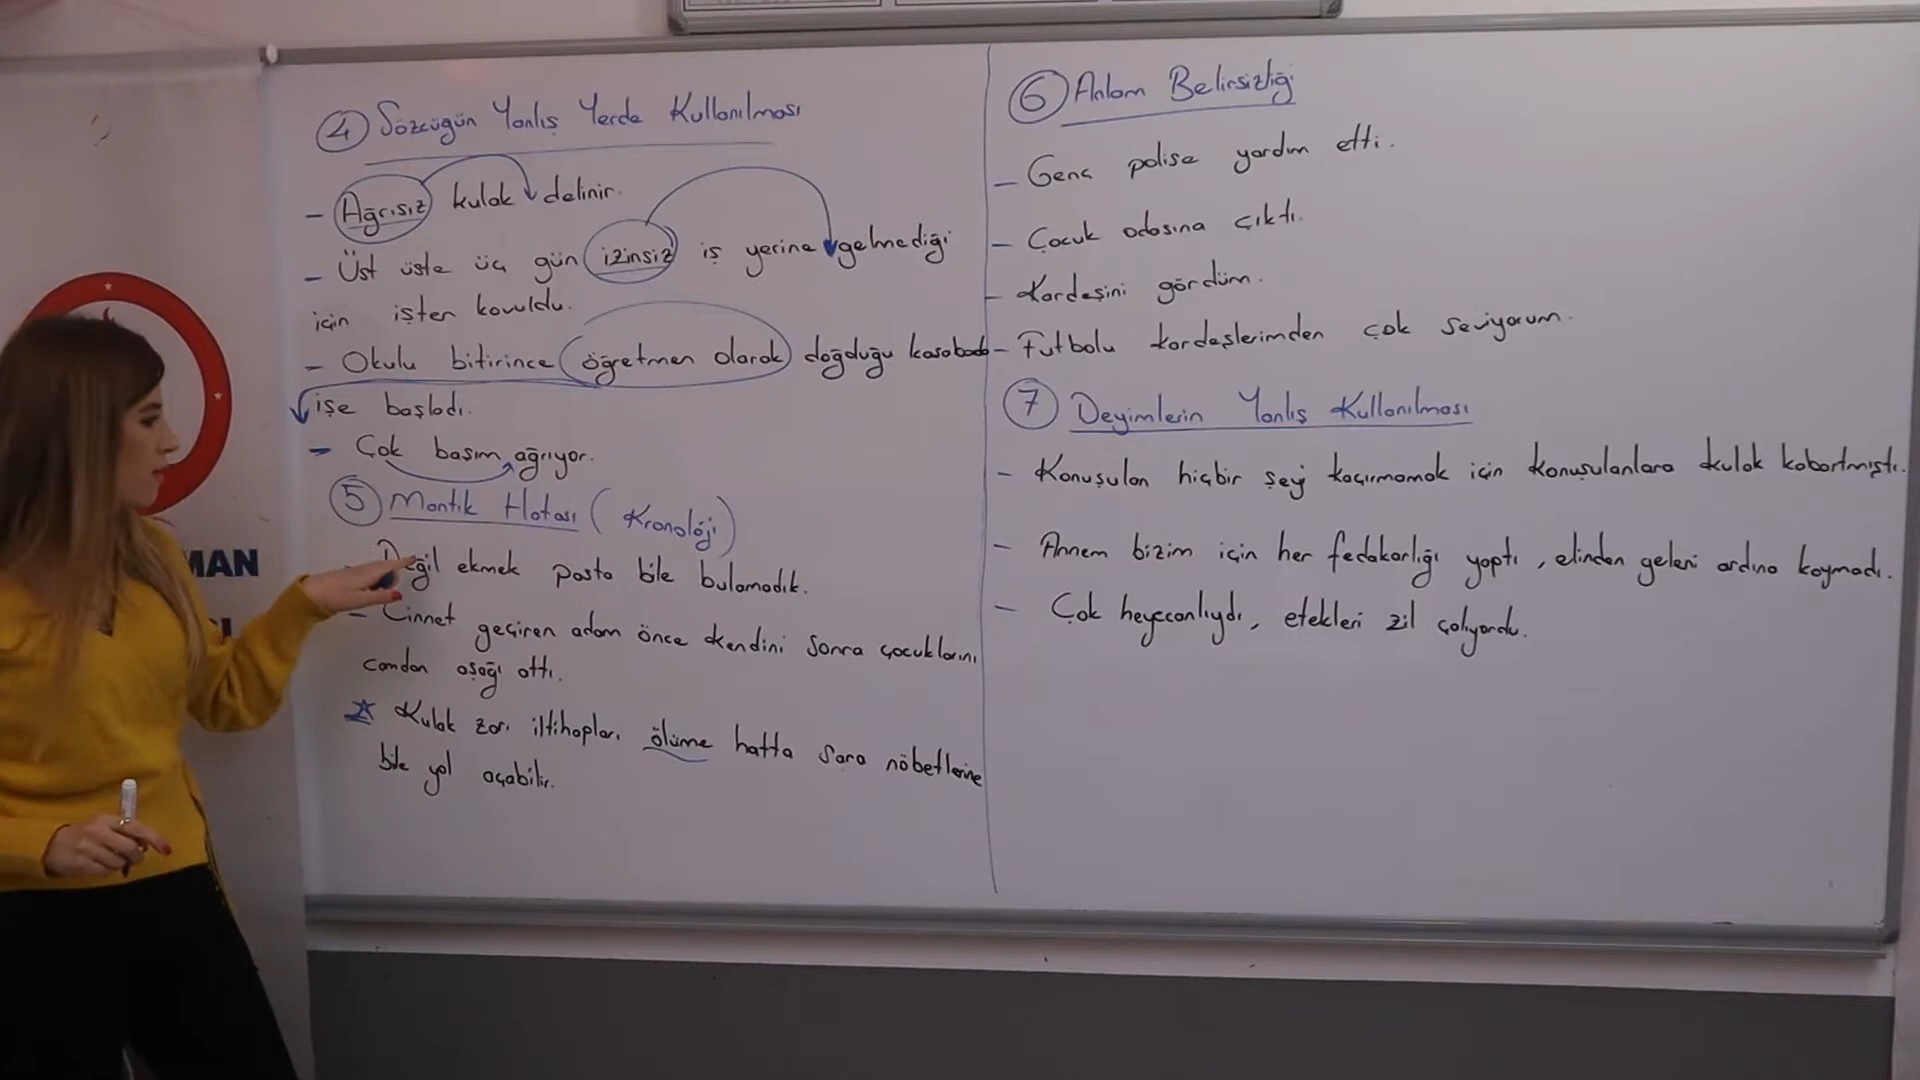 4 Sözcüğün Yanlış Yerde Kullanılması
- Ağrısız kulak delinir.
- Üst üste üç gün izinsiz iş yerine gelmediği
için işten kovuldu.
- Okulu bitirince öğretmen olarak doğduğu kasabada
işe başladı.
- Çok başım ağrıyor.
5 Mantık Hatası (Kronoloji)
- Değil ekmek pasta bile bulamadık.
- Cinnet geçiren adam önce kendini sonra çocuklarını
camdan aşağı attı.
Kulak zarı iltihapları ölüme hatta sara nöbetlerine
bile yol açabilir.
6 Anlam Belirsizliği
- Genç polise yardım etti.
- Çocuk odasına çıktı.
- Kardeşini gördüm.
- Futbolu kardeşlerimden çok seviyorum.
7 Deyimlerin Yanlış Kullanılması
- Konuşulan hiçbir şeyi kaçırmamak için konuşulanlara kulak kabartmıştı.
- Annem bizim için her fedakarlığı yaptı, elinden geleni ardına koymadı.
- Çok heyecanlıydı, etekleri zil çalıyordu.
MAN